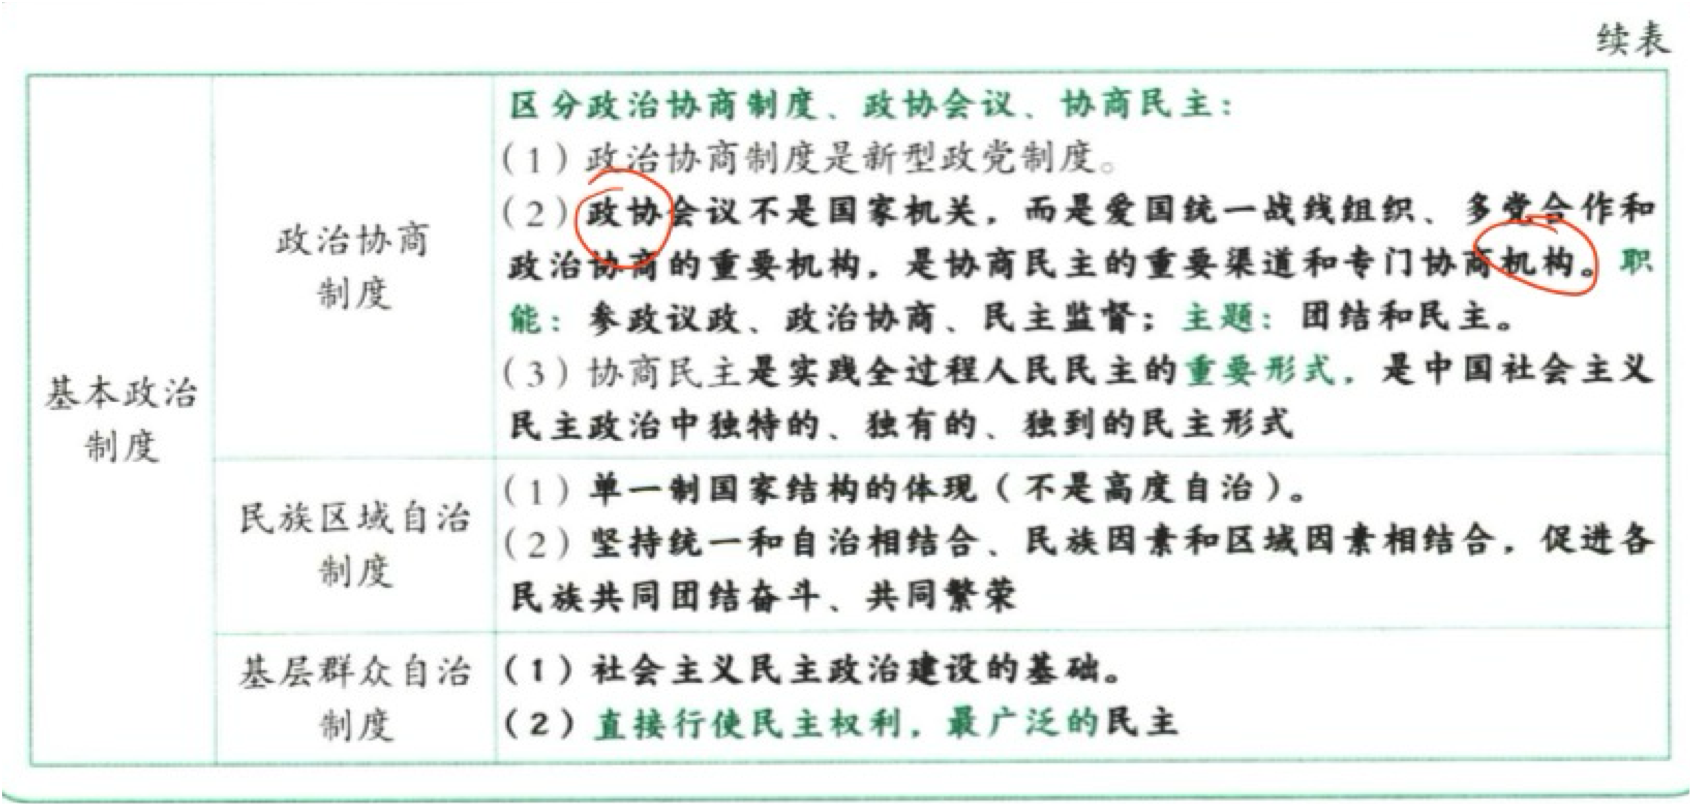 续表
区分政治协商制度、政协会议、协商民主：
（1）政治协商制度是新型政党制度。
（2）政协会议不是国家机关，而是爱国统一战线组织、多党合作和
政治协商的重要机构，是协商民主的重要渠道和专门协商机构。职
能：参政议政、政治协商、民主监督；主题：团结和民主。
（3）协商民主是实践全过程人民民主的重要形式，是中国社会主义
民主政治中独特的、独有的、独到的民主形式
政治协商
制度
基本政治
制度
民族区域自治
制度
（1）单一制国家结构的体现（不是高度自治）。
（2）坚持统一和自治相结合、民族因素和区域因素相结合，促进各
民族共同团结奋斗、共同繁荣
基层群众自治
制度
（1）社会主义民主政治建设的基础。
（2）直接行使民主权利，最广泛的民主